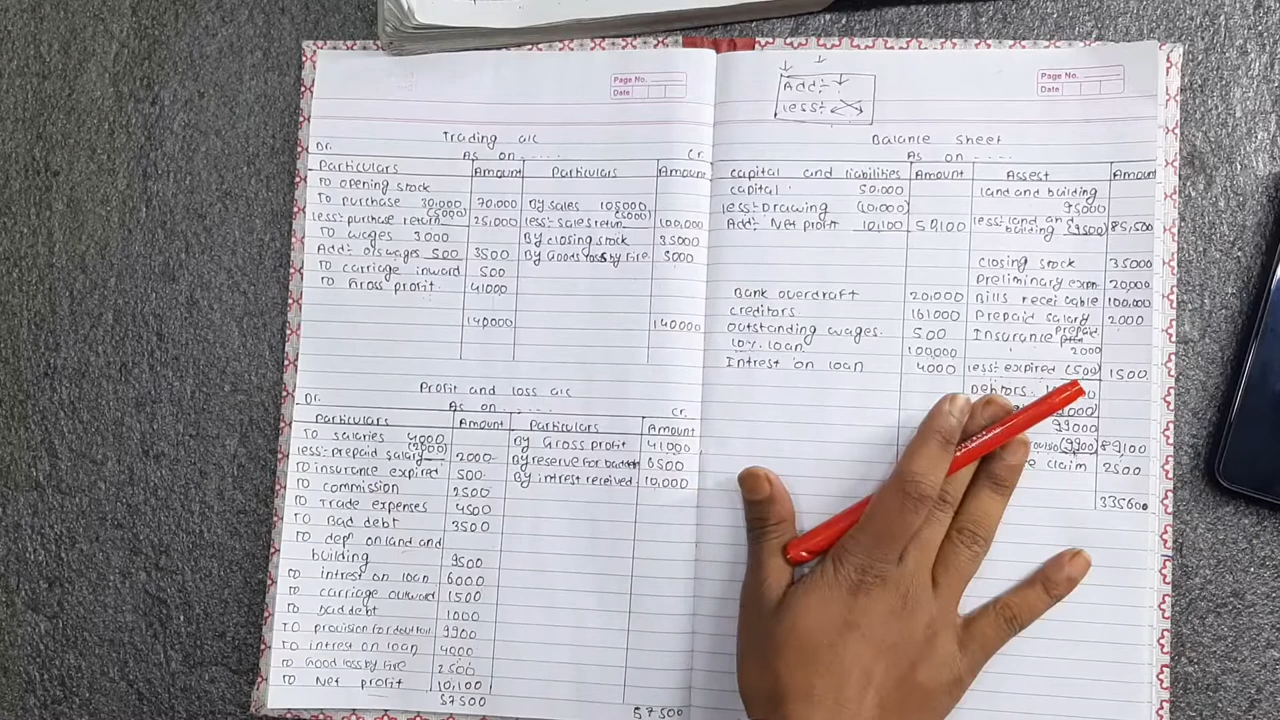 Page No.
Date
Trading a/c
Dr. As on ..... Cr.
Particulars Amount Particulars Amount
To opening stock 70,000 By sales 105000
To purchase 30,000 less:- sales return (5000) 100,000
less:- purchase return (5000) 25,000 By closing stock 35000
To wages 3000 By Goods loss by fire 5000
Add:- o/s wages 500 3500
To carriage inward 500
To Gross profit. 41000
140000 140000
Profit and loss a/c
Dr. As on ..... Cr.
Particulars Amount Particulars Amount
To salaries 4000 By Gross profit 41000
less:- prepaid salary (2000) 2000 By reserve for baddebt 6500
To insurance expired 500 By intrest received 10,000
To commission 2500
To Trade expenses 4500
To Bad debt 3500
To depn on land and
building 9500
To intrest on loan 6000
To carriage outward 1500
To bad debt 1000
To provision for
To intrest on loan 4000
To Good loss by fire 2500
To Net profit 10,100
57500 57500
Add:-
less:-
Page No.
Date
Balance sheet
As on ....
capital and liabilities Amount Assest Amount
capital 50,000 land and building
less:- Drawing (10,000) 95000
Add:- Net profit 10,100 50,100 less:- land and building (9500) 85,500
closing stock 35000
Preliminary expn. 20,000
Bank overdraft 20,000 Bills receicable 100,000
creditors. 161000 Prepaid salary 2000
outstanding wages. 500 Insurance prepaid
10% loan 100,000 2000
Intrest on loan 4000 less:- expired (500) 1500
Debtors.
99000
(9900) 89,100
claim 2500
335600